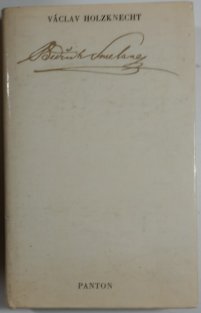 VÁCLAV HOLZKNECHT
Bedřich Smetana
PANTON